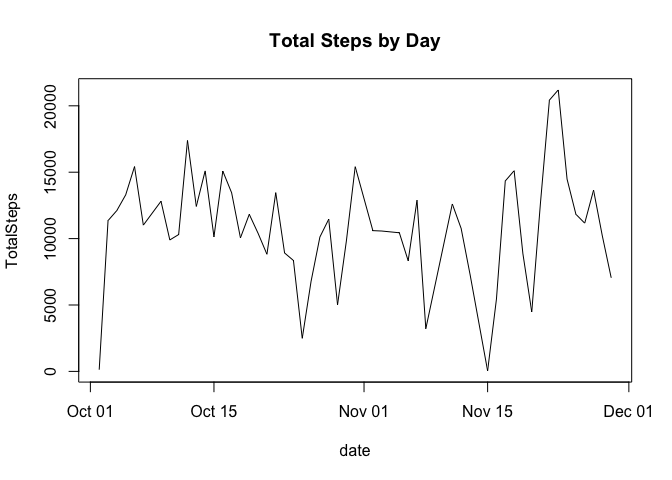 Total Steps by Day
TotalSteps
20000
15000
10000
5000
0
Oct 01
Oct 15
Nov 01
Nov 15
Dec 01
date